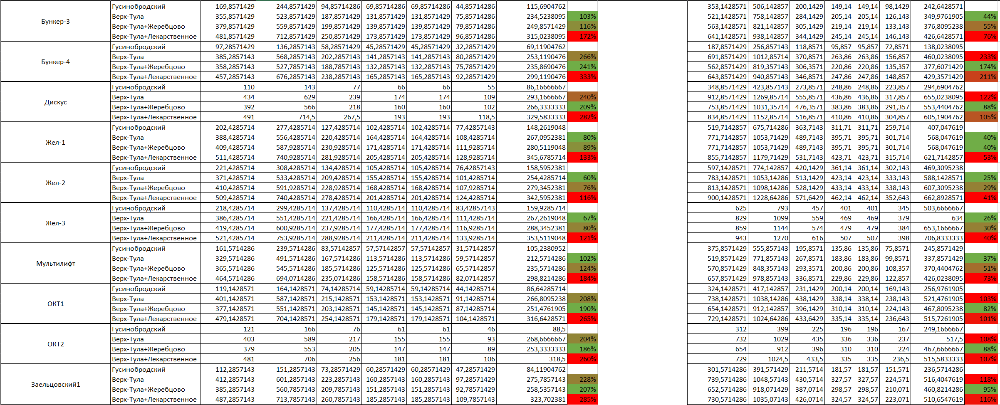 Бункер-3
Гусинобродский 169,8571429 244,8571429 94,85714286 69,85714286 69,85714286 44,85714286 115,6904762 353,1428571 506,142857 200,1429 149,14 149,14 98,1429 242,6428571
Верх-Тула 355,8571429 523,8571429 187,8571429 131,8571429 131,8571429 75,85714286 234,5238095 103% 521,1428571 758,142857 284,1429 205,14 205,14 126,143 349,9761905 44%
Верх-Тула+Жеребцово 379,8571429 559,8571429 199,8571429 139,8571429 139,8571429 79,85714286 249,8571429 116% 563,1428571 821,142857 305,1429 219,14 219,14 133,143 376,8095238 55%
Верх-Тула+Лекарственное 481,8571429 712,8571429 250,8571429 173,8571429 173,8571429 96,85714286 315,0238095 172% 641,1428571 938,142857 344,1429 245,14 245,14 146,143 426,6428571 76%
Бункер-4
Гусинобродский 97,28571429 136,2857143 58,28571429 45,28571429 45,28571429 32,28571429 69,11904762 187,8571429 256,857143 118,8571 95,857 95,857 72,8571 138,0238095
Верх-Тула 385,2857143 568,2857143 202,2857143 141,2857143 141,2857143 80,28571429 253,1190476 266% 691,8571429 1012,85714 370,8571 263,86 263,86 156,857 460,0238095 233%
Верх-Тула+Жеребцово 358,2857143 527,7857143 188,7857143 132,2857143 132,2857143 75,78571429 235,8690476 241% 562,8571429 819,357143 306,3571 220,86 220,86 135,357 377,6071429 174%
Верх-Тула+Лекарственное 457,2857143 676,2857143 238,2857143 165,2857143 165,2857143 92,28571429 299,1190476 333% 643,8571429 940,857143 346,8571 247,86 247,86 148,857 429,3571429 211%
Дискус
Гусинобродский 110 143 77 66 66 55 86,16666667 348,8571429 423,857143 273,8571 248,86 248,86 223,857 294,6904762
Верх-Тула 434 629 239 174 174 109 293,1666667 240% 912,8571429 1269,85714 555,8571 436,86 436,86 317,857 655,0238095 122%
Верх-Тула+Жеребцово 392 566 218 160 160 102 266,3333333 209% 753,8571429 1031,35714 476,3571 383,86 383,86 291,357 553,4404762 88%
Верх-Тула+Лекарственное 491 714,5 267,5 193 193 118,5 329,5833333 282% 834,8571429 1152,85714 516,8571 410,86 410,86 304,857 605,1904762 105%
Жел-1
Гусинобродский 202,4285714 277,4285714 127,4285714 102,4285714 102,4285714 77,42857143 148,2619048 519,7142857 675,714286 363,7143 311,71 311,71 259,714 407,047619
Верх-Тула 388,4285714 556,4285714 220,4285714 164,4285714 164,4285714 108,4285714 267,0952381 80% 771,7142857 1053,71429 489,7143 395,71 395,71 301,714 568,047619 40%
Верх-Тула+Жеребцово 409,4285714 587,9285714 230,9285714 171,4285714 171,4285714 111,9285714 280,5119048 89% 771,7142857 1053,71429 489,7143 395,71 395,71 301,714 568,047619 40%
Верх-Тула+Лекарственное 511,4285714 740,9285714 281,9285714 205,4285714 205,4285714 128,9285714 345,6785714 133% 855,7142857 1179,71429 531,7143 423,71 423,71 315,714 621,7142857 53%
Жел-2
Гусинобродский 221,4285714 308,4285714 134,4285714 105,4285714 105,4285714 76,42857143 158,5952381 597,1428571 774,142857 420,1429 361,14 361,14 302,143 469,3095238
Верх-Тула 371,4285714 533,4285714 209,4285714 155,4285714 155,4285714 101,4285714 254,4285714 60% 783,1428571 1053,14286 513,1429 423,14 423,14 333,143 588,1428571 25%
Верх-Тула+Жеребцово 410,4285714 591,9285714 228,9285714 168,4285714 168,4285714 107,9285714 279,3452381 76% 813,1428571 1098,14286 528,1429 433,14 433,14 338,143 607,3095238 29%
Верх-Тула+Лекарственное 509,4285714 740,4285714 278,4285714 201,4285714 201,4285714 124,4285714 342,5952381 116% 900,1428571 1228,64286 571,6429 462,14 462,14 352,643 662,8928571 41%
Жел-3
Гусинобродский 218,4285714 299,4285714 137,4285714 110,4285714 110,4285714 83,42857143 159,9285714 625 793 457 401 401 345 503,6666667
Верх-Тула 386,4285714 551,4285714 221,4285714 166,4285714 166,4285714 111,4285714 267,2619048 67% 829 1099 559 469 469 379 634 26%
Верх-Тула+Жеребцово 419,4285714 600,9285714 237,9285714 177,4285714 177,4285714 116,9285714 288,3452381 80% 859 1144 574 479 479 384 653,1666667 30%
Верх-Тула+Лекарственное 521,4285714 753,9285714 288,9285714 211,4285714 211,4285714 133,9285714 353,5119048 121% 943 1270 616 507 507 398 706,8333333 40%
Мультилифт
Гусинобродский 161,5714286 239,5714286 83,57142857 57,57142857 57,57142857 31,57142857 105,2380952 375,8571429 555,857143 195,8571 135,86 135,86 75,8571 245,8571429
Верх-Тула 329,5714286 491,5714286 167,5714286 113,5714286 113,5714286 59,57142857 212,5714286 102% 519,8571429 771,857143 267,8571 183,86 183,86 99,8571 337,8571429 37%
Верх-Тула+Жеребцово 365,5714286 545,5714286 185,5714286 125,5714286 125,5714286 65,57142857 235,5714286 124% 570,8571429 848,357143 293,3571 200,86 200,86 108,357 370,4404762 51%
Верх-Тула+Лекарственное 464,5714286 694,0714286 235,0714286 158,5714286 158,5714286 82,07142857 298,8214286 184% 657,8571429 978,857143 336,8571 229,86 229,86 122,857 426,0238095 73%
ОКТ1
Гусинобродский 119,1428571 164,1428571 74,14285714 59,14285714 59,14285714 44,14285714 86,64285714 324,1428571 417,142857 231,1429 200,14 200,14 169,143 256,9761905
Верх-Тула 401,1428571 587,1428571 215,1428571 153,1428571 153,1428571 91,14285714 266,8095238 208% 738,1428571 1038,14286 438,1429 338,14 338,14 238,143 521,4761905 103%
Верх-Тула+Жеребцово 377,1428571 551,1428571 203,1428571 145,1428571 145,1428571 87,14285714 251,4761905 190% 654,1428571 912,142857 396,1429 310,14 310,14 224,143 467,8095238 82%
Верх-Тула+Лекарственное 479,1428571 704,1428571 254,1428571 179,1428571 179,1428571 104,1428571 316,6428571 265% 729,1428571 1024,64286 433,6429 335,14 335,14 236,643 515,7261905 101%
ОКТ2
Гусинобродский 121 166 76 61 61 46 88,5 312 399 225 196 196 167 249,1666667
Верх-Тула 403 589 217 155 155 93 268,6666667 204% 732 1029 435 336 336 237 517,5 108%
Верх-Тула+Жеребцово 379 553 205 147 147 89 253,3333333 186% 654 912 396 310 310 224 467,6666667 88%
Верх-Тула+Лекарственное 481 706 256 181 181 106 318,5 260% 729 1024,5 433,5 335 335 236,5 515,5833333 107%
Заельцовский1
Гусинобродский 112,2857143 151,2857143 73,28571429 60,28571429 60,28571429 47,28571429 84,11904762 301,5714286 391,571429 211,5714 181,57 181,57 151,571 236,5714286
Верх-Тула 412,2857143 601,2857143 223,2857143 160,2857143 160,2857143 97,28571429 275,7857143 228% 739,5714286 1048,57143 430,5714 327,57 327,57 224,571 516,4047619 118%
Верх-Тула+Жеребцово 385,2857143 560,7857143 209,7857143 151,2857143 151,2857143 92,78571429 258,5357143 207% 652,5714286 918,071429 387,0714 298,57 298,57 210,071 460,8214286 95%
Верх-Тула+Лекарственное 487,2857143 713,7857143 260,7857143 185,2857143 185,2857143 109,7857143 323,702381 285% 730,5714286 1035,07143 426,0714 324,57 324,57 223,071 510,6547619 116%